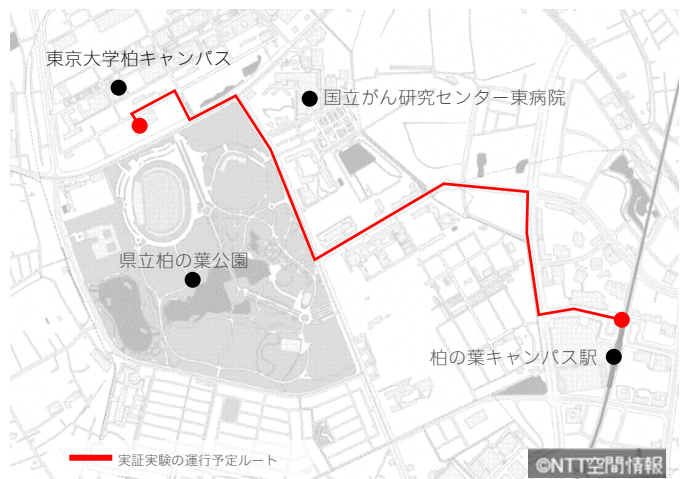 東京大学柏キャンパス
国立がん研究センター東病院
県立柏の葉公園
柏の葉キャンパス駅
実証実験の運行予定ルート
©NTT空間情報